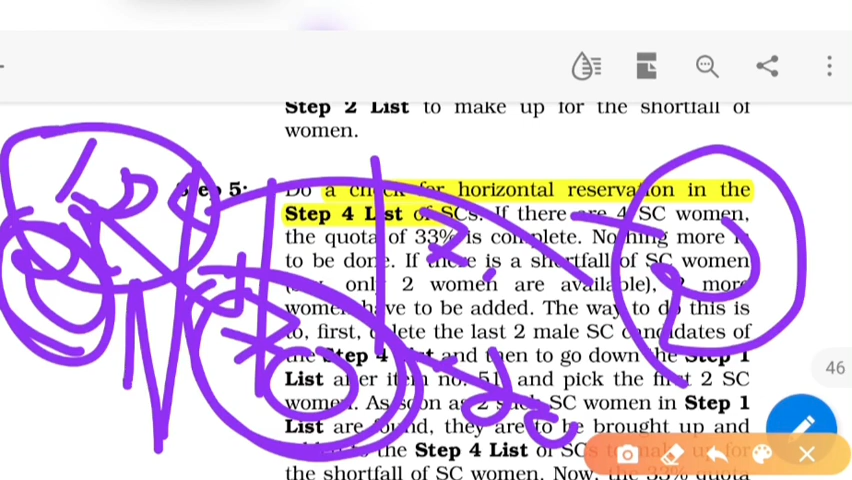 Step 2 List to make up for the shortfall of
women.
Step 5: Do a check for horizontal reservation in the
Step 4 List of SCs. If there are 4 SC women,
the quota of 33% is complete. Nothing more is
to be done. If there is a shortfall of SC women
only 2 women are available), 2 more
women have to be added. The way to do this is
to, first, delete the last 2 male SC candidates of
the Step 4 List and then to go down the Step 1
List after item no. 51, and pick the first 2 SC
women. As soon as 2 such SC women in Step 1
List are found, they are to be brought up and
added to the Step 4 List of SCs to make up for
the shortfall of SC women. Now, the 33% quota
46